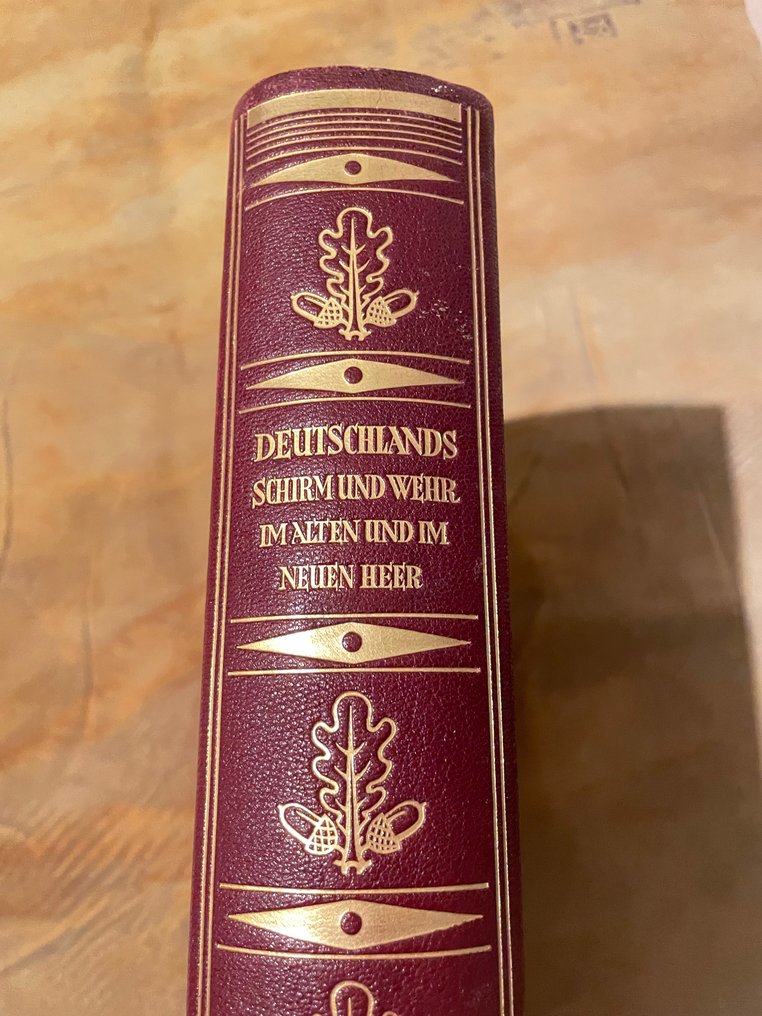 DEUTSCHLANDS
SCHIRM UND WEHR
IM ALTEN UND IM
NEUEN HEER